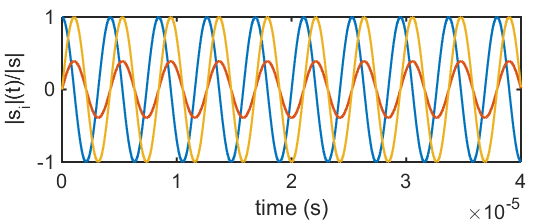 |s_i|(t)/|s|
1
0
-1
0 1 2 3 4
time (s)
×10^-5